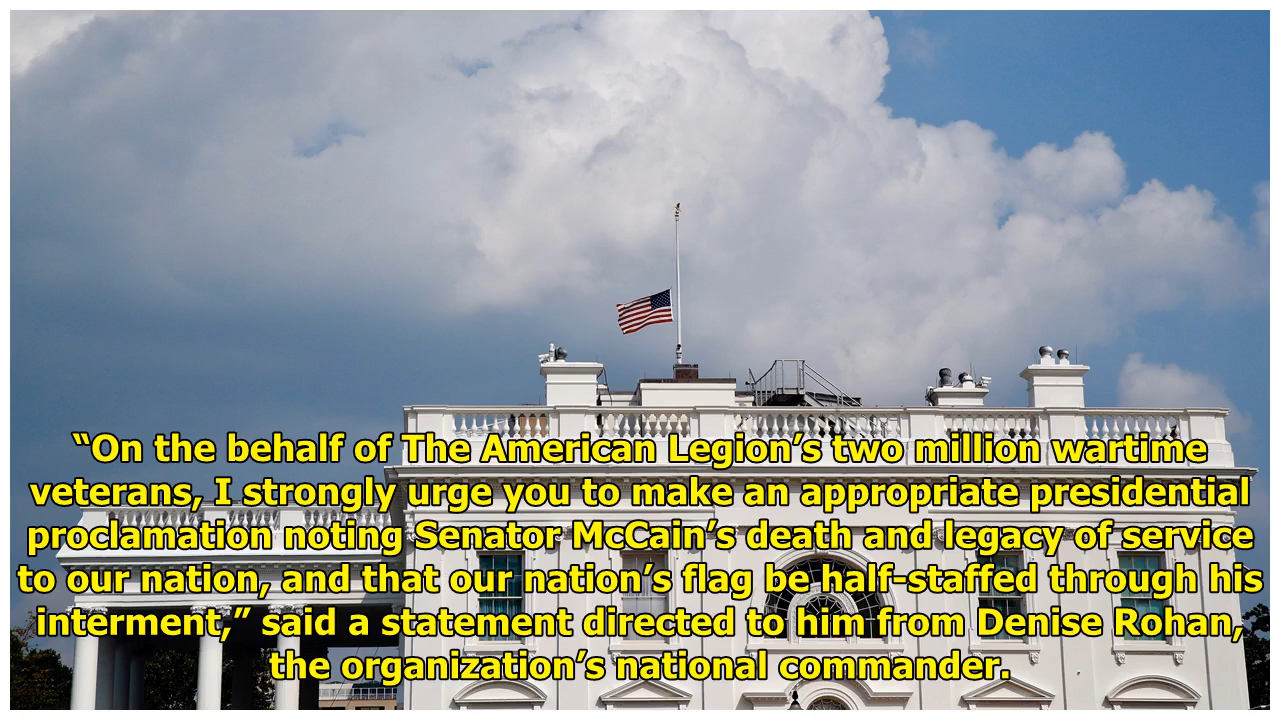 “On the behalf of The American Legion’s two million wartime
veterans, I strongly urge you to make an appropriate presidential
proclamation noting Senator McCain’s death and legacy of service
to our nation, and that our nation’s flag be half-staffed through his
interment,” said a statement directed to him from Denise Rohan,
the organization’s national commander.